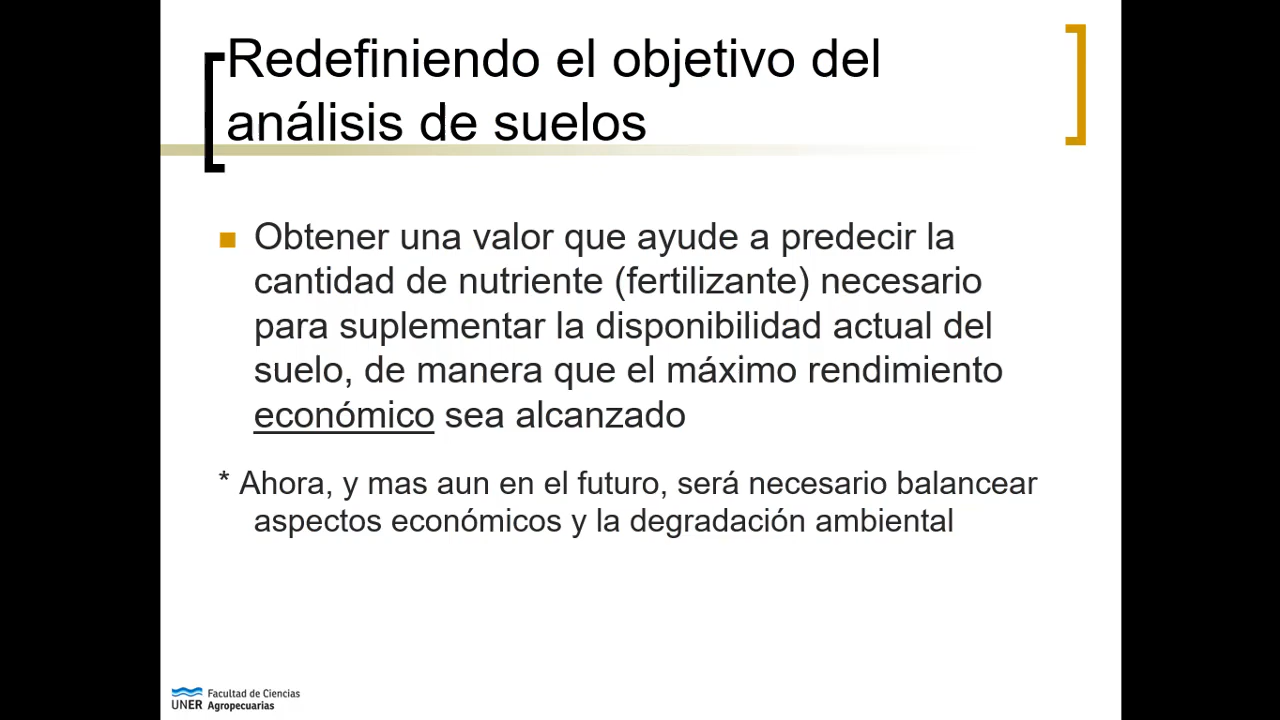 Redefiniendo el objetivo del
análisis de suelos
Obtener una valor que ayude a predecir la
cantidad de nutriente (fertilizante) necesario
para suplementar la disponibilidad actual del
suelo, de manera que el máximo rendimiento
económico sea alcanzado
* Ahora, y mas aun en el futuro, será necesario balancear
aspectos económicos y la degradación ambiental
UNER Facultad de Ciencias
Agropecuarias